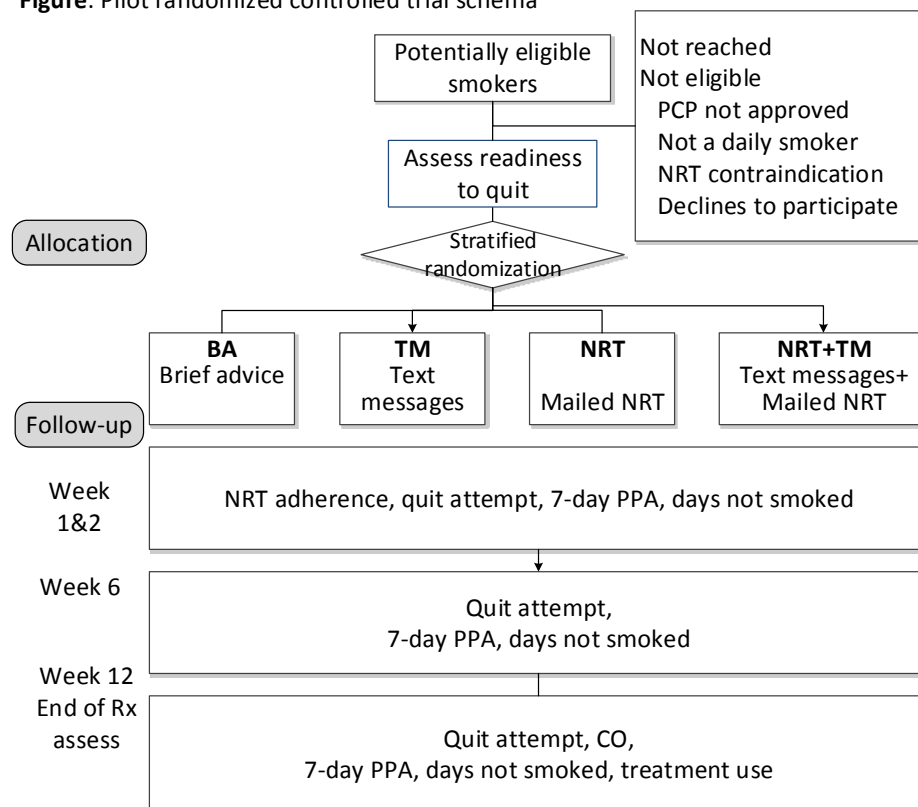 Figure: Pilot randomized controlled trial schema
Potentially eligible
smokers
Not reached
Not eligible
PCP not approved
Not a daily smoker
NRT contraindication
Declines to participate
Assess readiness
to quit
Allocation
Stratified
randomization
BA
Brief advice
TM
Text
messages
NRT
Mailed NRT
NRT+TM
Text messages+
Mailed NRT
Follow-up
Week
1&2
NRT adherence, quit attempt, 7-day PPA, days not smoked
Week 6
Quit attempt,
7-day PPA, days not smoked
Week 12
End of Rx
assess
Quit attempt, CO,
7-day PPA, days not smoked, treatment use